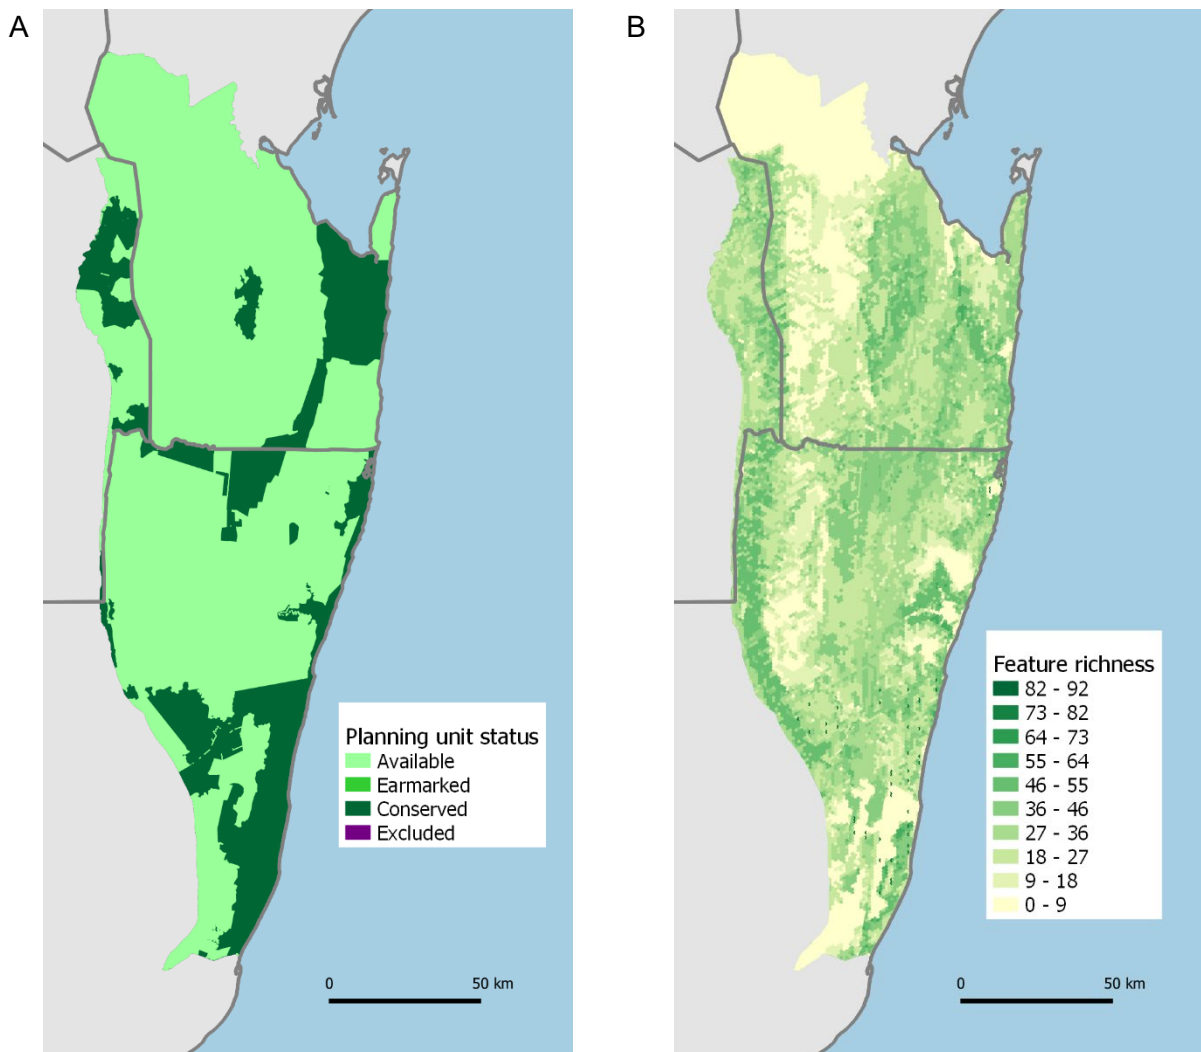 A
B
Planning unit status
Available
Earmarked
Conserved
Excluded
0 50 km
Feature richness
82 - 92
73 - 82
64 - 73
55 - 64
46 - 55
36 - 46
27 - 36
18 - 27
9 - 18
0 - 9
0 50 km